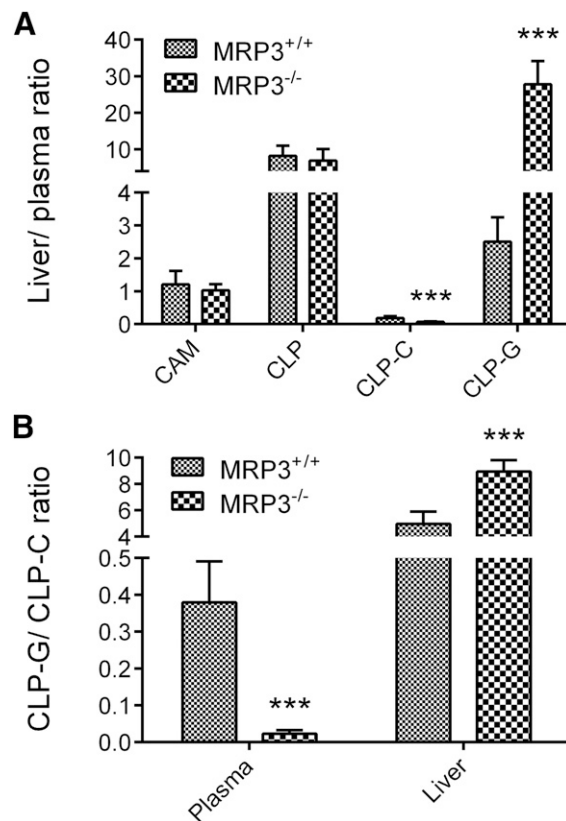 A
Liver/ plasma ratio
40
30
20
10
4
3
2
1
0
MRP3+/+
MRP3-/-
***
***
CAM
CLP
CLP-C
CLP-G
B
CLP-G/ CLP-C ratio
10
8
6
4
0.5
0.4
0.3
0.2
0.1
0.0
MRP3+/+
MRP3-/-
***
***
Plasma
Liver